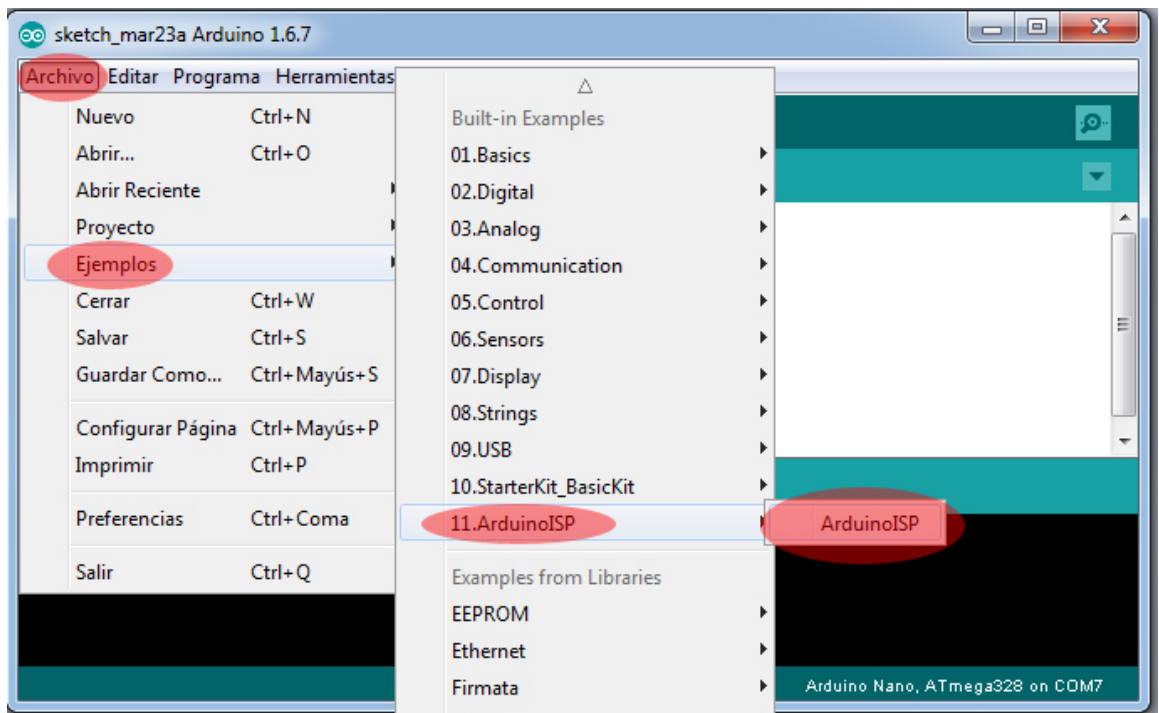 sketch_mar23a Arduino 1.6.7
Archivo Editar Programa Herramientas
Nuevo Ctrl+N
Abrir... Ctrl+O
Abrir Reciente
Proyecto
Ejemplos
Cerrar Ctrl+W
Salvar Ctrl+S
Guardar Como... Ctrl+Mayús+S
Configurar Página Ctrl+Mayús+P
Imprimir Ctrl+P
Preferencias Ctrl+Coma
Salir Ctrl+Q
Built-in Examples
01.Basics
02.Digital
03.Analog
04.Communication
05.Control
06.Sensors
07.Display
08.Strings
09.USB
10.StarterKit_BasicKit
11.ArduinoISP
Examples from Libraries
EEPROM
Ethernet
Firmata
ArduinoISP
Arduino Nano, ATmega328 on COM7